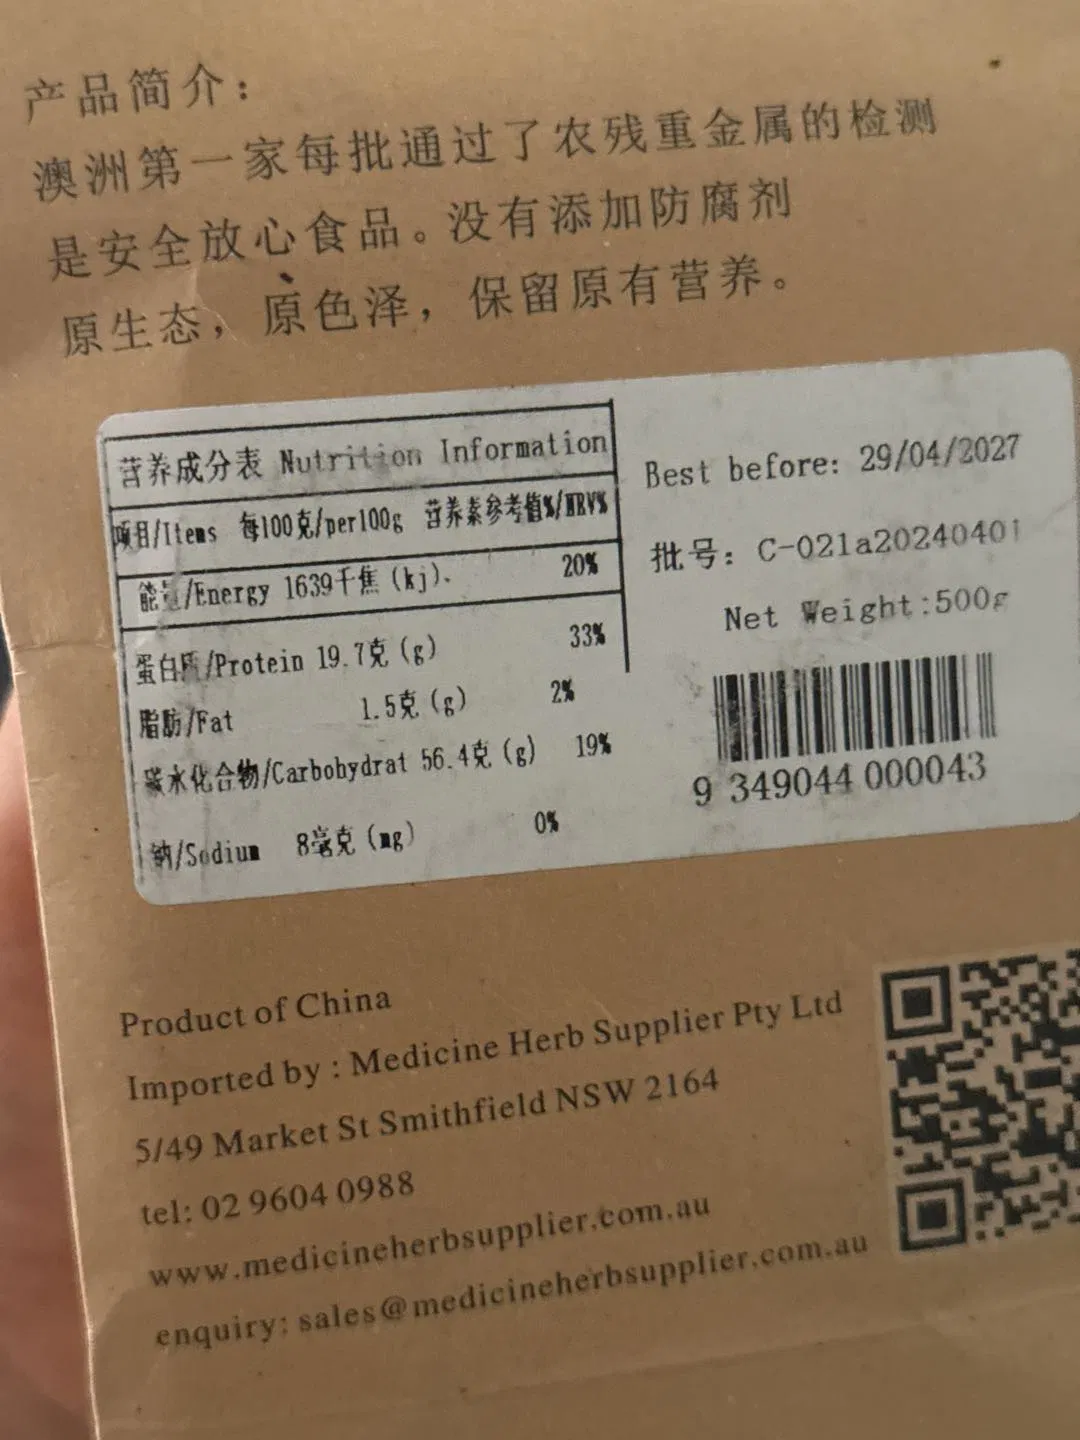 产品简介：
澳洲第一家每批通过了农残重金属的检测
是安全放心食品。没有添加防腐剂
原生态，原色泽，保留原有营养。
营养成分表 Nutrition Information
项目/Items 每100克/per100g 营养素参考值%/NRV%
能量/Energy 1639千焦(kj). 20%
蛋白质/Protein 19.7克(g) 33%
脂肪/Fat 1.5克(g) 2%
碳水化合物/Carbohydrat 56.4克(g) 19%
钠/Sodium 8毫克(mg) 0%
Best before: 29/04/2027
批号: C-021a20240401
Net Weight:500g
9 349044 000043
Product of China
Imported by : Medicine Herb Supplier Pty Ltd
5/49 Market St Smithfield NSW 2164
tel: 02 9604 0988
www.medicineherbsupplier.com.au
enquiry: sales@medicineherbsupplier.com.au